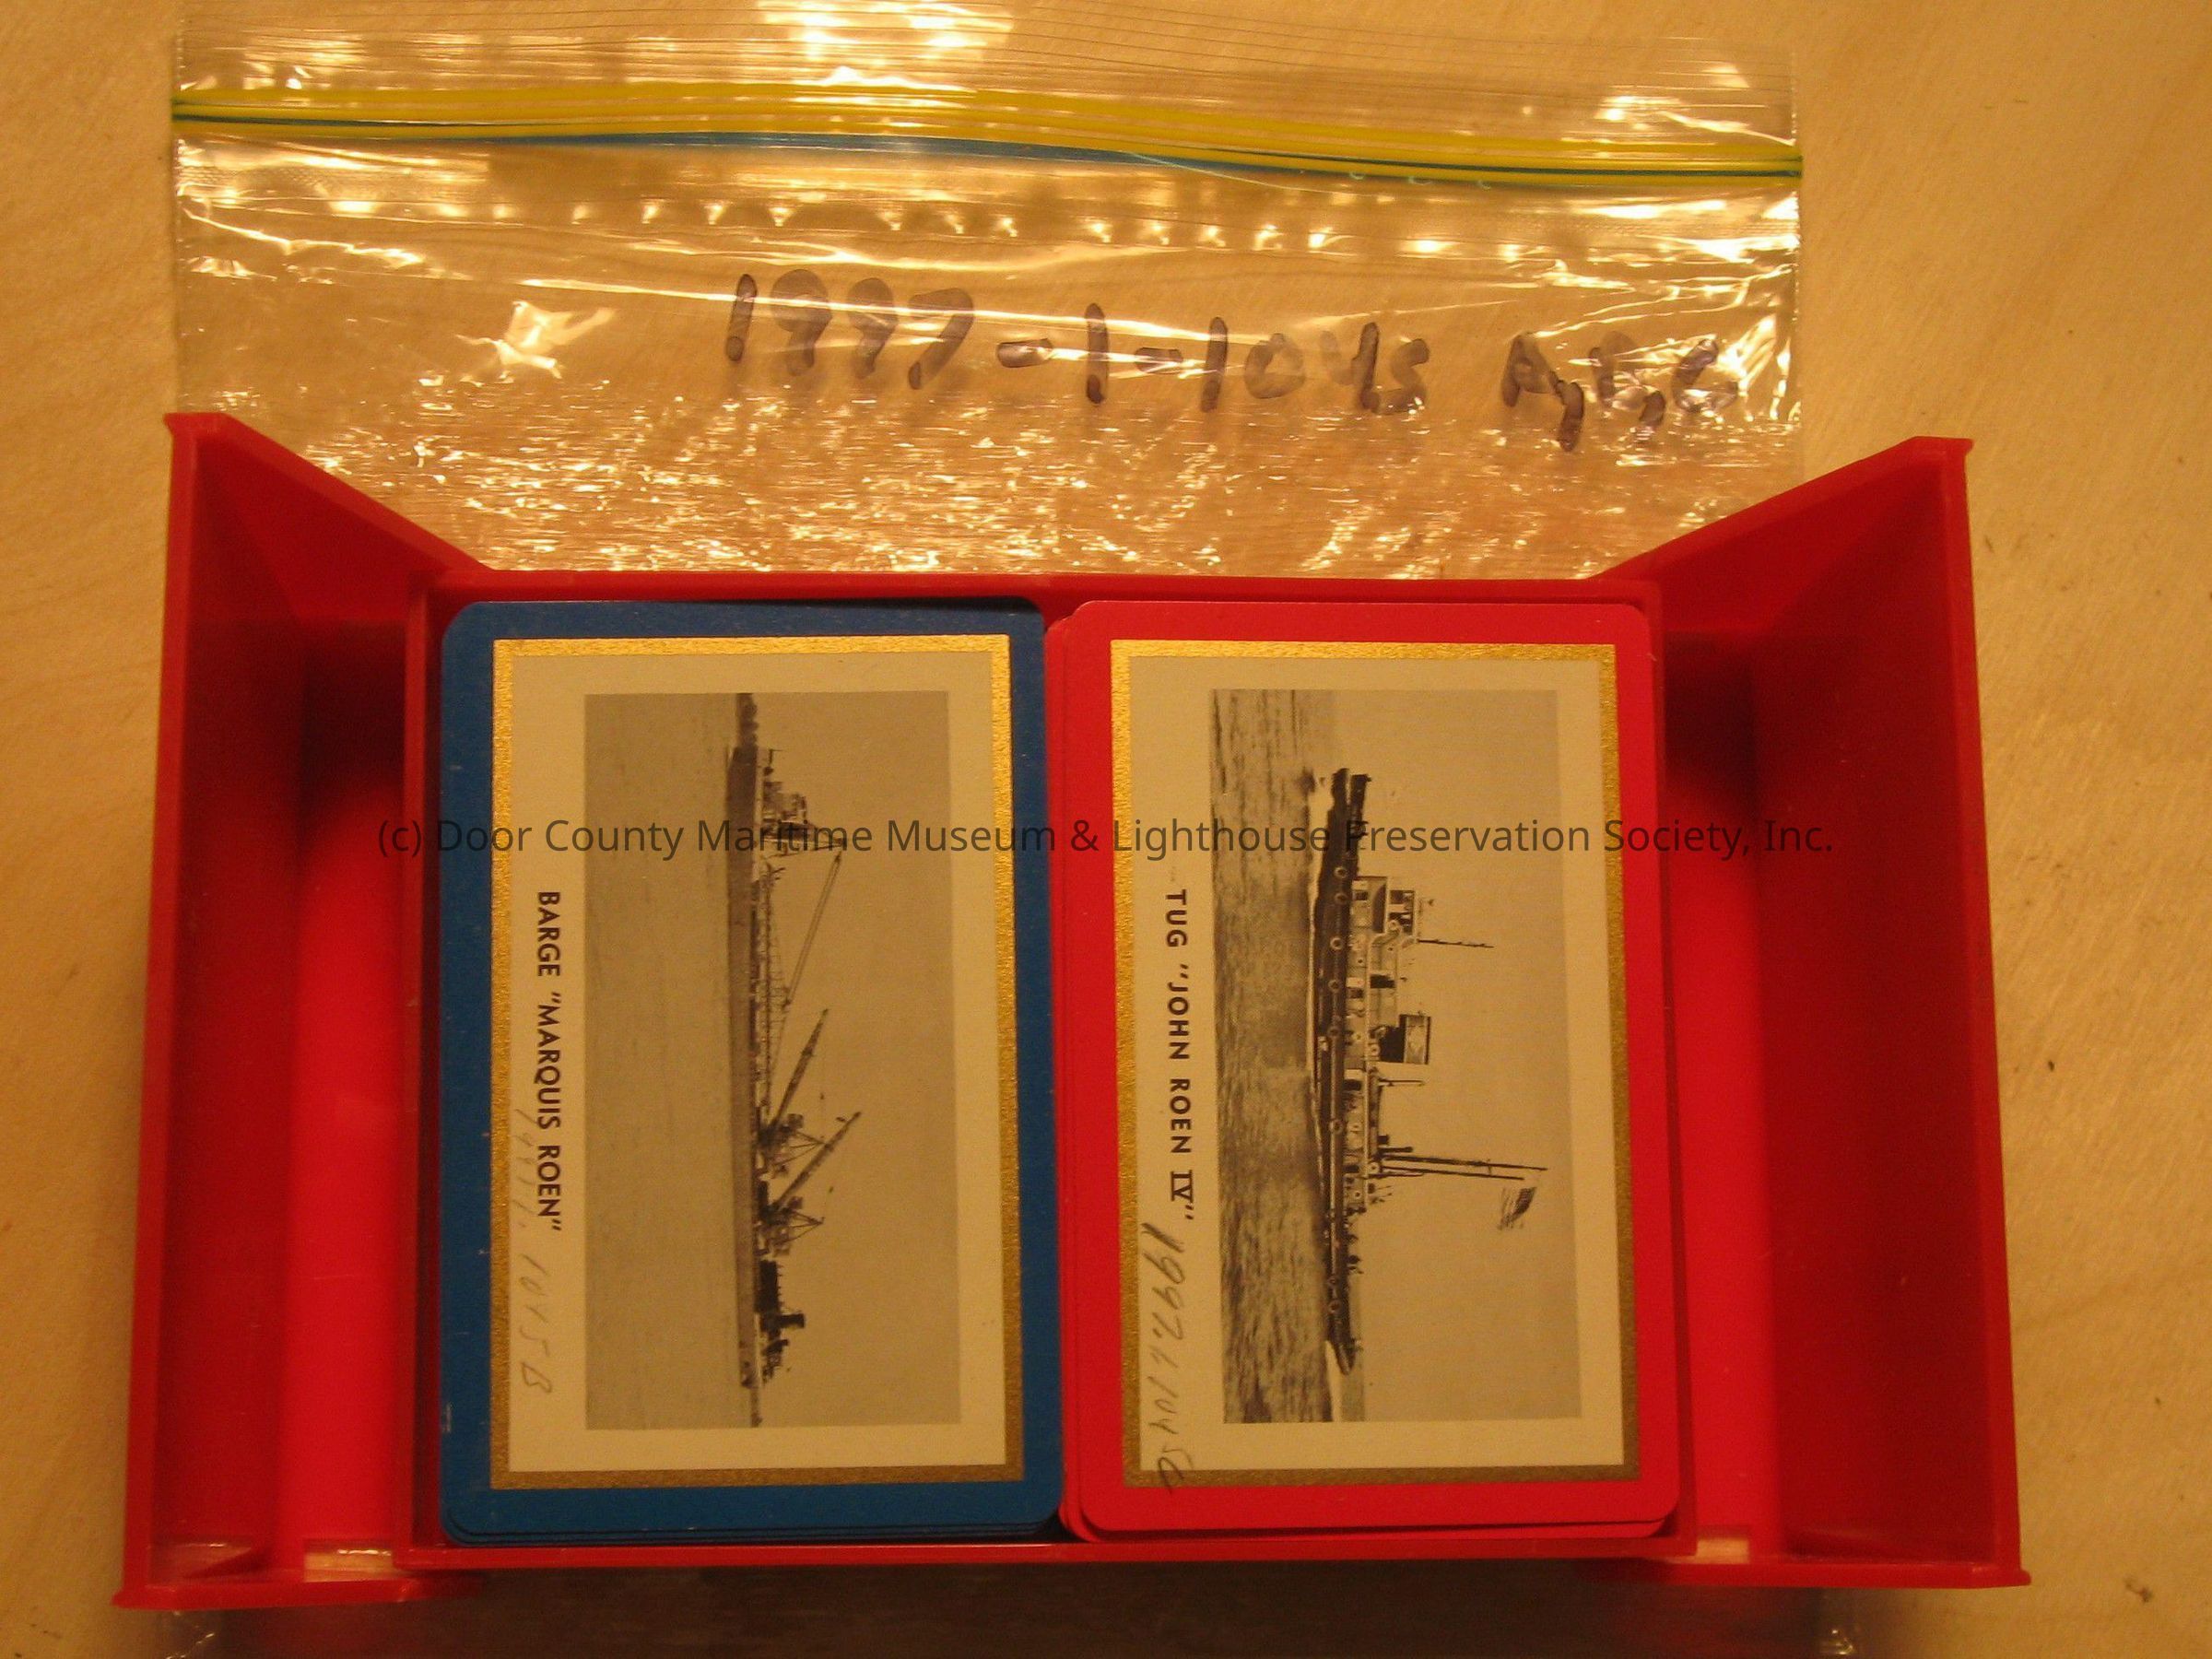 1997-1-1045 A,B,C
(c) Door County Maritime Museum & Lighthouse Preservation Society, Inc.
BARGE "MARQUIS ROEN"
1997.1.1045B
TUG "JOHN ROEN IV"
1997.1.1045C